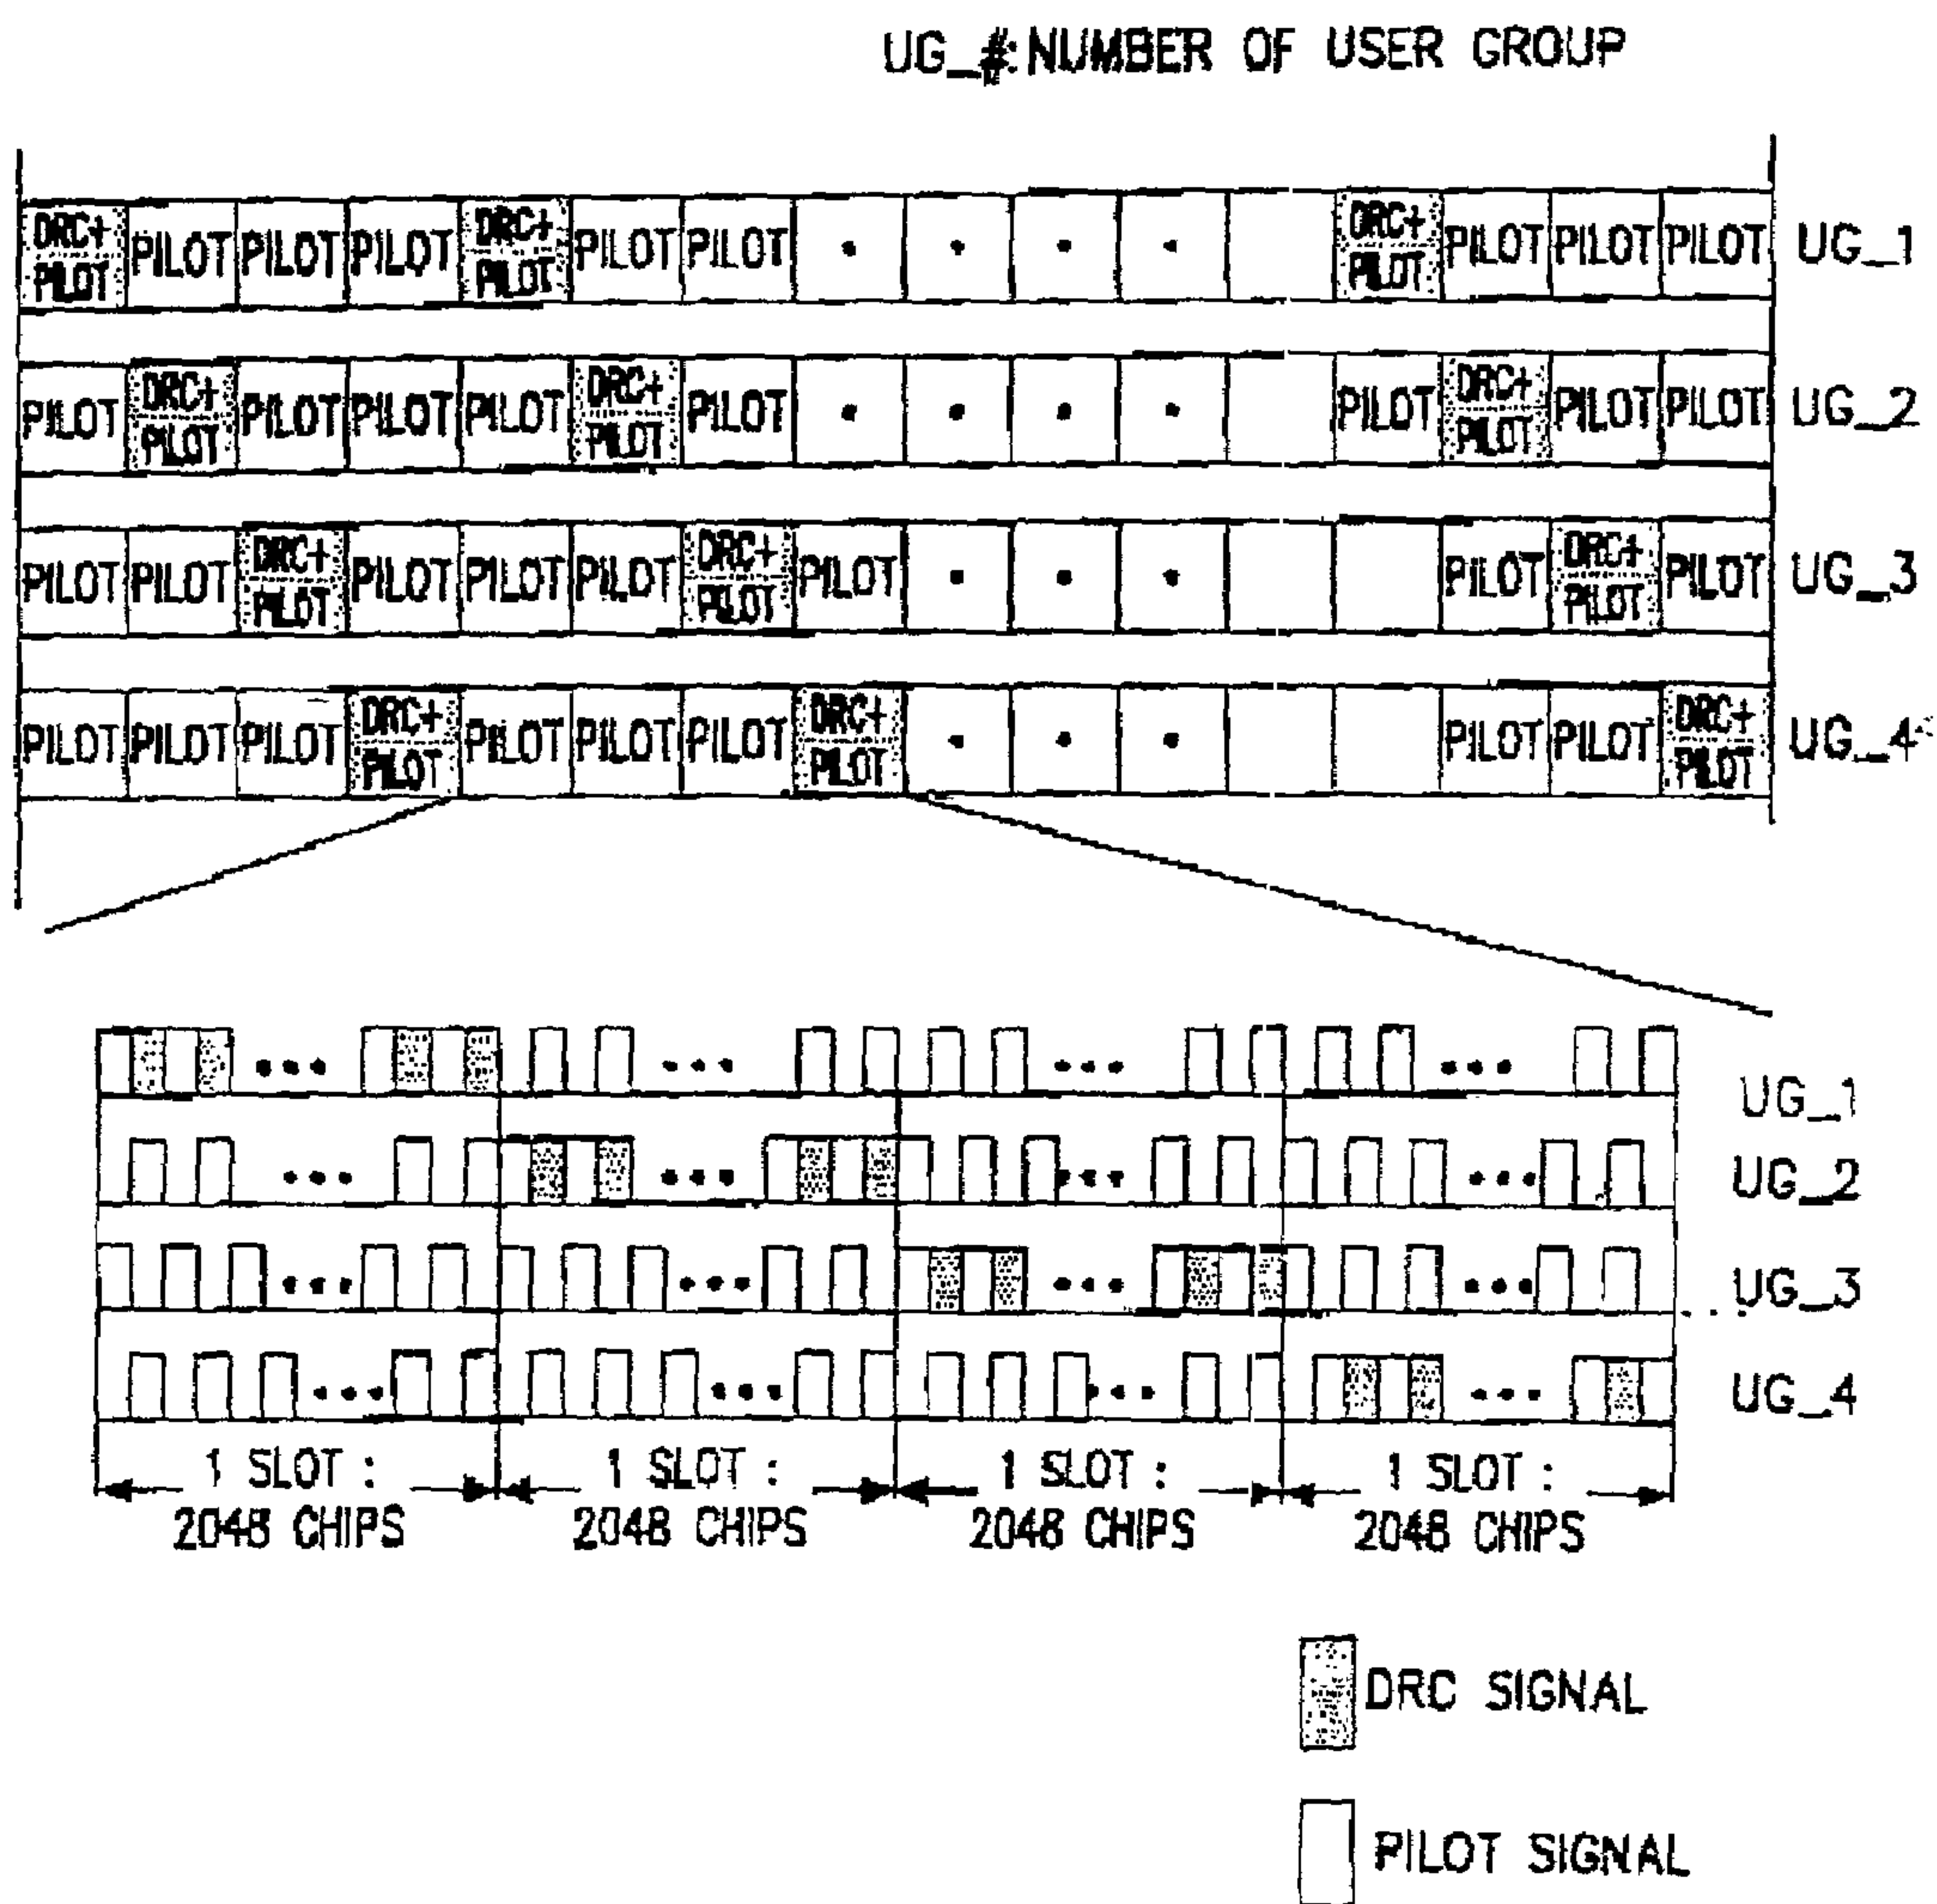 UG_#: NUMBER OF USER GROUP
DRC+ PILOT PILOT PILOT PILOT DRC+ PILOT PILOT PILOT • • • • DRC+ PILOT PILOT PILOT PILOT UG_1
PILOT DRC+ PILOT PILOT PILOT PILOT DRC+ PILOT PILOT • • • • PILOT DRC+ PILOT PILOT PILOT UG_2
PILOT PILOT DRC+ PILOT PILOT PILOT PILOT DRC+ PILOT PILOT • • • PILOT DRC+ PILOT PILOT UG_3
PILOT PILOT PILOT DRC+ PILOT PILOT PILOT PILOT DRC+ PILOT • • • PILOT PILOT DRC+ PILOT UG_4
••• ••• ••• ••• UG_1
••• ••• ••• ••• UG_2
••• ••• ••• ••• UG_3
••• ••• ••• ••• UG_4
1 SLOT : 1 SLOT : 1 SLOT : 1 SLOT :
2048 CHIPS 2048 CHIPS 2048 CHIPS 2048 CHIPS
DRC SIGNAL
PILOT SIGNAL